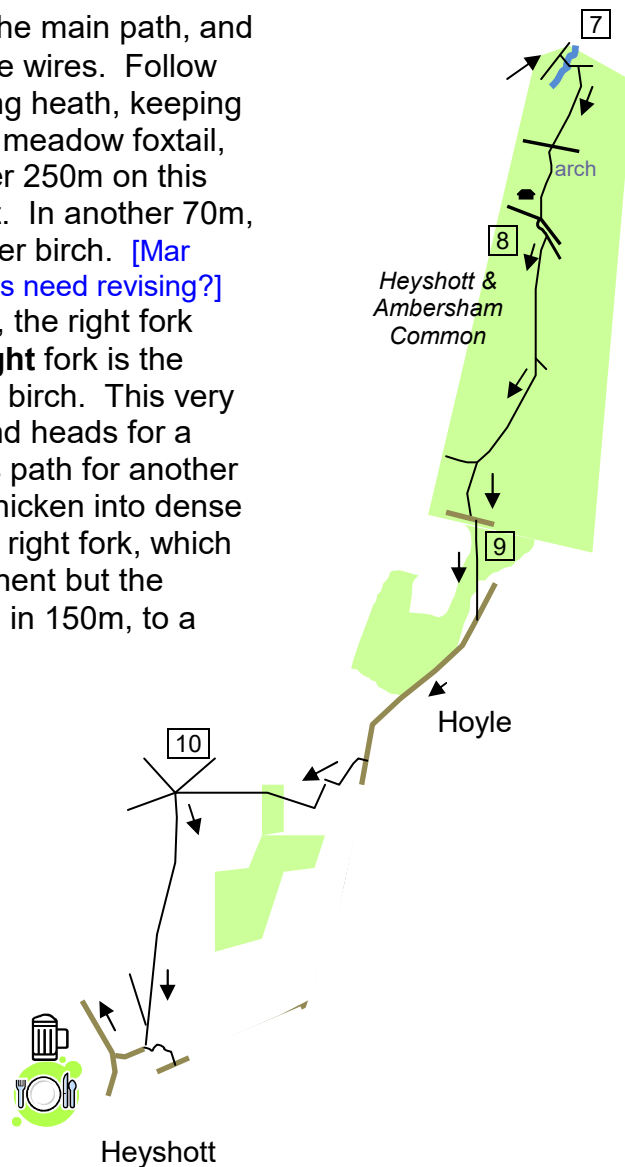 he main path, and
e wires. Follow
ng heath, keeping
meadow foxtail,
er 250m on this
t. In another 70m,
er birch. [Mar
s need revising?]
, the right fork
ght fork is the
birch. This very
nd heads for a
s path for another
hicken into dense
right fork, which
nent but the
in 150m, to a
7
arch
8
Heyshott &
Ambersham
Common
9
Hoyle
10
Heyshott